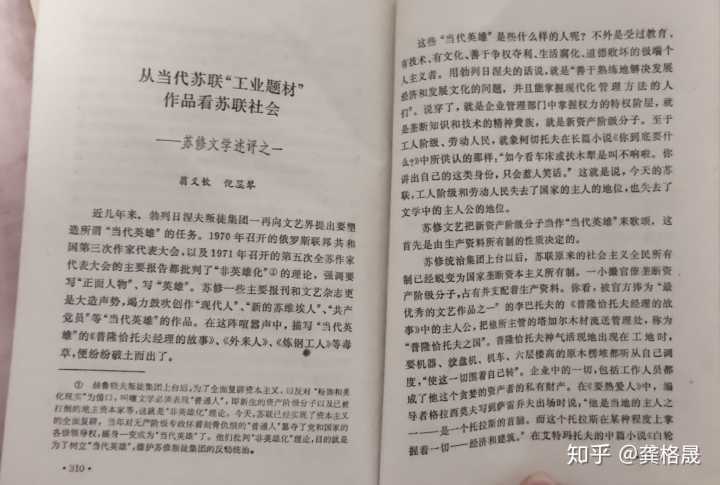 从当代苏联“工业题材”
作品看苏联社会
——苏修文学述评之一
翁义钦 倪蕊琴
近几年来，勃列日涅夫叛徒集团一再向文艺界提出要塑
造所谓“当代英雄”的任务。1970年召开的俄罗斯联邦共和
国第三次作家代表大会，以及1971年召开的第五次全苏作家
代表大会的主要报告都批判了“非英雄化”①的理论，强调要
写“正面人物”、写“英雄”。苏修一些主要报刊和文艺杂志更
是大造声势，竭力鼓吹创作“现代人”、“新的苏维埃人”、“共产
党员”等“当代英雄”的作品。在这阵喧嚣声中，描写“当代英
雄”的《普隆恰托夫经理的故事》、《外来人》、《炼钢工人》等毒
草，便纷纷破土而出了。
① 赫鲁晓夫叛徒集团上台后，为了全面复辟资本主义，以反对“粉饰和美
化现实”为借口，叫嚷文学必须表现“普通人”，即新生的资产阶级分子以及已被
打倒的地主资本家等，这就是“非英雄化”理论。今天，苏联已经实现了资本主义
的全面复辟，当年对无产阶级专政怀着刻骨仇恨的“普通人”篡夺了党和国家的
各级领导权，摇身一变成为“当代英雄”了。他们批判“非英雄化”理论，目的就是
为了树立“当代英雄”，维护苏修叛徒集团的反动统治。
·310·
这些“当代英雄”是些什么样的人呢？不外是受过教育、
有技术、有文化、善于争权夺利、生活腐化、道德败坏的极端个
人主义者。用勃列日涅夫的话说，就是“善于熟练地解决发展
经济和发展文化的问题，并且能掌握现代化管理方法的人
们”。说穿了，就是企业管理部门中掌握权力的特权阶层，就
是垄断知识和技术的精神贵族，就是新资产阶级分子。至于
工人阶级、劳动人民，就象柯切托夫在长篇小说《你到底要什
么？》中所供认的那样：“如今看车床或扶木犁是叫不响啦。你
讲出自己的这类身份，只会惹人笑话。”这就是说，今天的苏
联，工人阶级和劳动人民失去了国家的主人的地位，也失去了
文学中的主人公的地位。
苏修文艺把新资产阶级分子当作“当代英雄”来歌颂，这
首先是由生产资料所有制的性质决定的。
苏修统治集团上台以后，苏联原来的社会主义全民所有
制已经蜕变为国家垄断资本主义所有制。一小撮官僚垄断资
产阶级分子，占有并支配着生产资料。你看，被官方捧为“最
优秀的文艺作品之一”的李巴托夫的《普隆恰托夫经理的故
事》中的主人公，把他所主管的塔加尔木材流送管理处，称为
“普隆恰托夫之国”。普隆恰托夫神气活现地出现在工地时，
要机器、绞盘机、机车、六层楼高的原木楞堆都听从自己调
度，“使这一切围着自己转”。企业中的一切，包括工作人员都
成了他这个贪婪的资产者的私有财产。在《要热爱人》中，编
导者格拉西莫夫写到萨雷乔夫出场时说，“他是当地的主人之
一———是一个托拉斯的首脑。而这个托拉斯在某种程度上掌
握着一切——经济和建筑。”在艾特玛托夫的中篇小说《白轮
知乎 @龚格晟